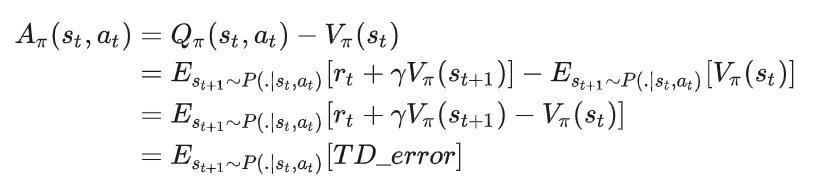 A_π(s_t, a_t) = Q_π(s_t, a_t) − V_π(s_t)
= E_{s_{t+1}∼P(.|s_t,a_t)}[r_t + γV_π(s_{t+1})] − E_{s_{t+1}∼P(.|s_t,a_t)}[V_π(s_t)]
= E_{s_{t+1}∼P(.|s_t,a_t)}[r_t + γV_π(s_{t+1}) − V_π(s_t)]
= E_{s_{t+1}∼P(.|s_t,a_t)}[TD_error]